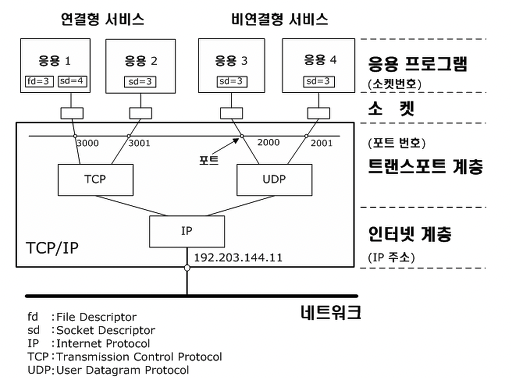 연결형 서비스 비연결형 서비스
응용 1 응용 2 응용 3 응용 4 응용 프로그램
fd=3 sd=4 sd=3 sd=3 sd=3 (소켓번호)
소 켓
3000 3001 2000 2001 (포트 번호)
포트
TCP UDP 트랜스포트 계층
IP 인터넷 계층
TCP/IP 192.203.144.11 (IP 주소)
네트워크
fd :File Descriptor
sd :Socket Descriptor
IP :Internet Protocol
TCP:Transmission Control Protocol
UDP:User Datagram Protocol